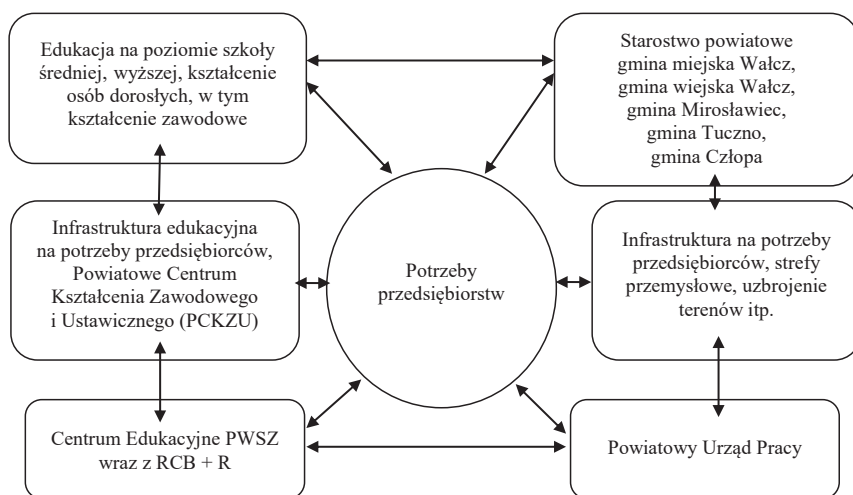 Edukacja na poziomie szkoły
średniej, wyższej, kształcenie
osób dorosłych, w tym
kształcenie zawodowe
Starostwo powiatowe
gmina miejska Wałcz,
gmina wiejska Wałcz,
gmina Mirosławiec,
gmina Tuczno,
gmina Człopa
Infrastruktura edukacyjna
na potrzeby przedsiębiorców,
Powiatowe Centrum
Kształcenia Zawodowego
i Ustawicznego (PCKZU)
Potrzeby
przedsiębiorstw
Infrastruktura na potrzeby
przedsiębiorców, strefy
przemysłowe, uzbrojenie
terenów itp.
Centrum Edukacyjne PWSZ
wraz z RCB + R
Powiatowy Urząd Pracy